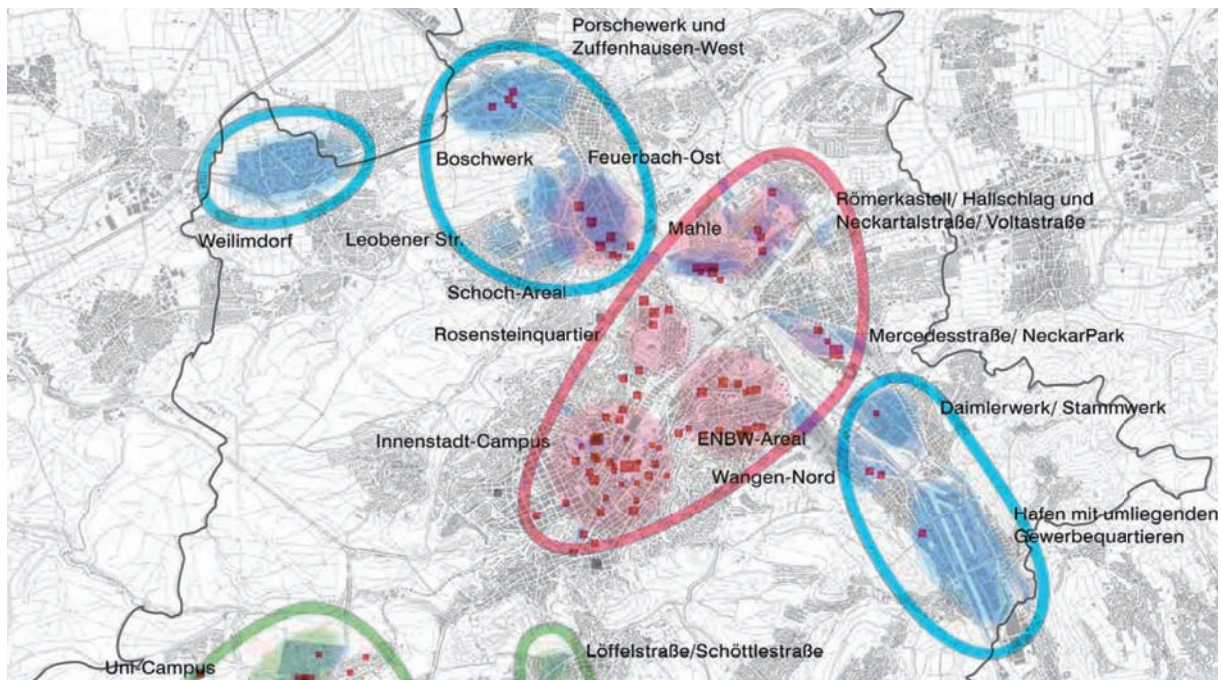 Porschewerk und
Zuffenhausen-West
Boschwerk
Feuerbach-Ost
Weilimdorf
Leobener Str.
Mahle
Römerkastell/ Hallschlag und
Neckartalstraße/ Voltastraße
Schoch-Areal
Rosensteinquartier
Mercedesstraße/ NeckarPark
Innenstadt-Campus
ENBW-Areal
Daimlerwerk/ Stammwerk
Wangen-Nord
Hafen mit umliegenden
Gewerbequartieren
Uni-Campus
Löffelstraße/Schöttlestraße